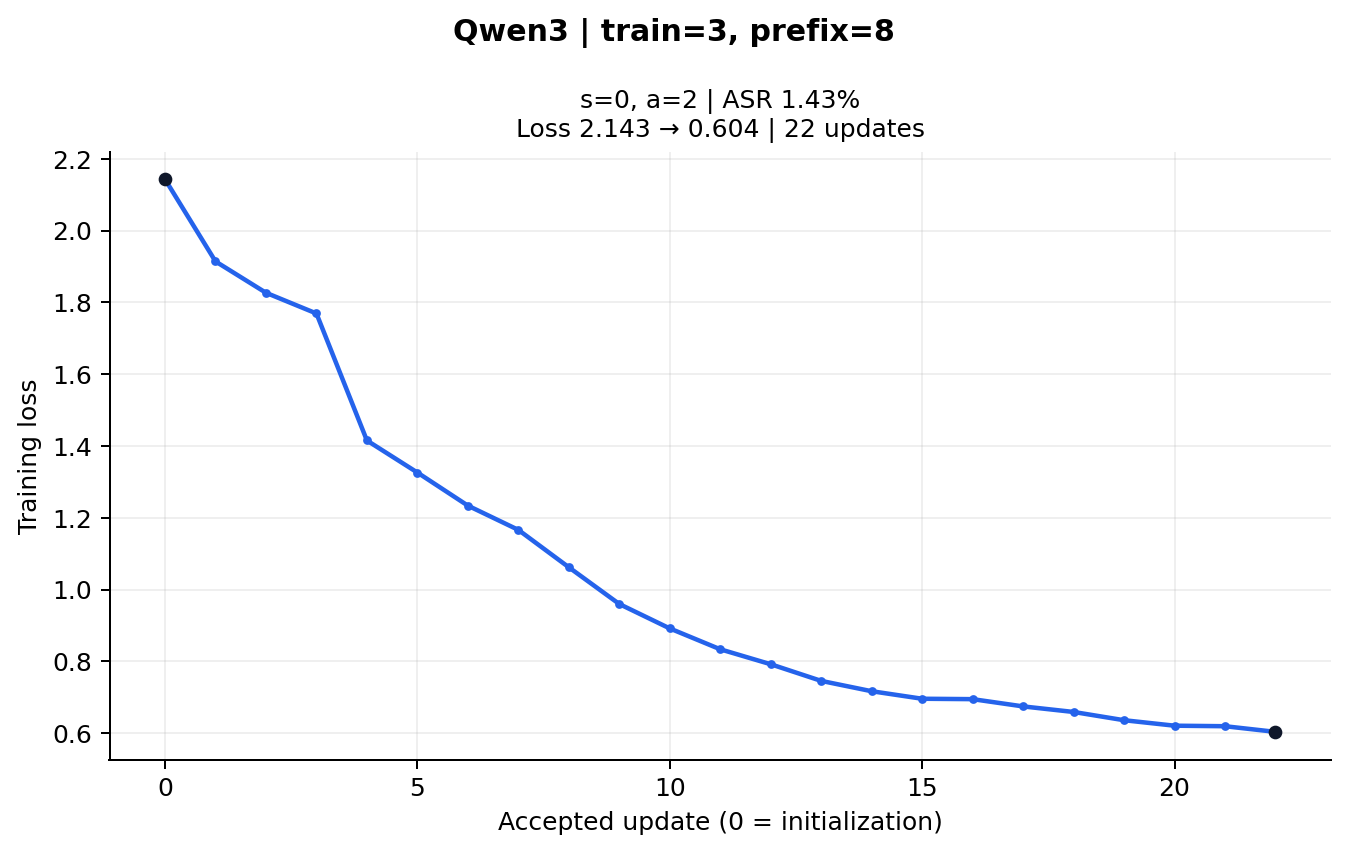 Qwen3 | train=3, prefix=8
s=0, a=2 | ASR 1.43%
Loss 2.143 → 0.604 | 22 updates
2.2
2.0
1.8
1.6
1.4
1.2
1.0
0.8
0.6
Training loss
0 5 10 15 20
Accepted update (0 = initialization)